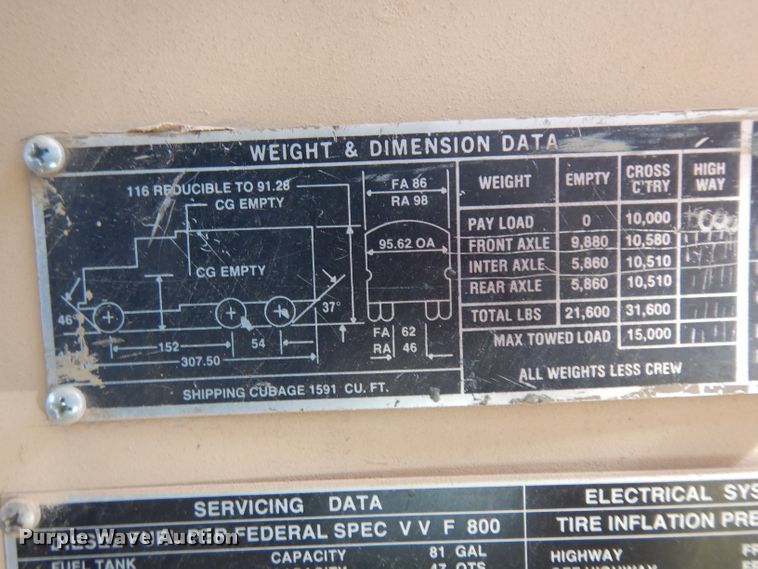 WEIGHT & DIMENSION DATA
116 REDUCIBLE TO 91.28
CG EMPTY
CG EMPTY
46°
37°
152
54
307.50
SHIPPING CUBAGE 1591 CU. FT.
FA 86
RA 98
95.62 OA
FA 62
RA 46
WEIGHT EMPTY CROSS C'TRY HIGH WAY
PAY LOAD 0 10,000
FRONT AXLE 9,880 10,580
INTER AXLE 5,860 10,510
REAR AXLE 5,860 10,510
TOTAL LBS 21,600 31,600
MAX TOWED LOAD 15,000
ALL WEIGHTS LESS CREW
SERVICING DATA
FEDERAL SPEC V V F 800
FUEL TANK CAPACITY 81 GAL
47 QTS
ELECTRICAL SYS
TIRE INFLATION PRE
HIGHWAY FR
Purple Wave Auction